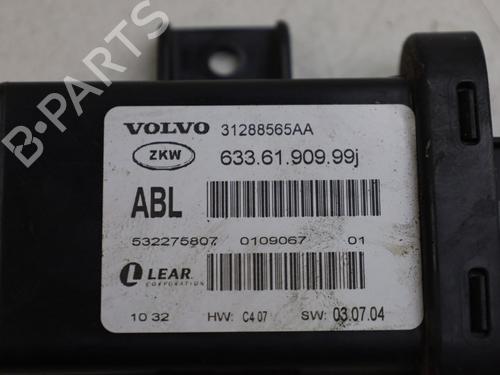 VOLVO 31288565AA
ZKW 633.61.909.99j
ABL
532275807 0109067 01
LEAR
CORPORATION
10 32 HW: C4 07 SW: 03.07.04
B-PARTS